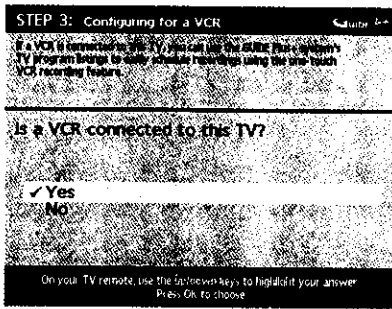 STEP 3: Configuring for a VCR
If a VCR is connected to this TV, you can use the GUIDE Plus+ system's
TV program listings to easily schedule recordings using the one-touch
VCR recording feature.
Is a VCR connected to this TV?
✓ Yes
No
On your TV remote, use the up/down keys to highlight your answer
Press OK to choose